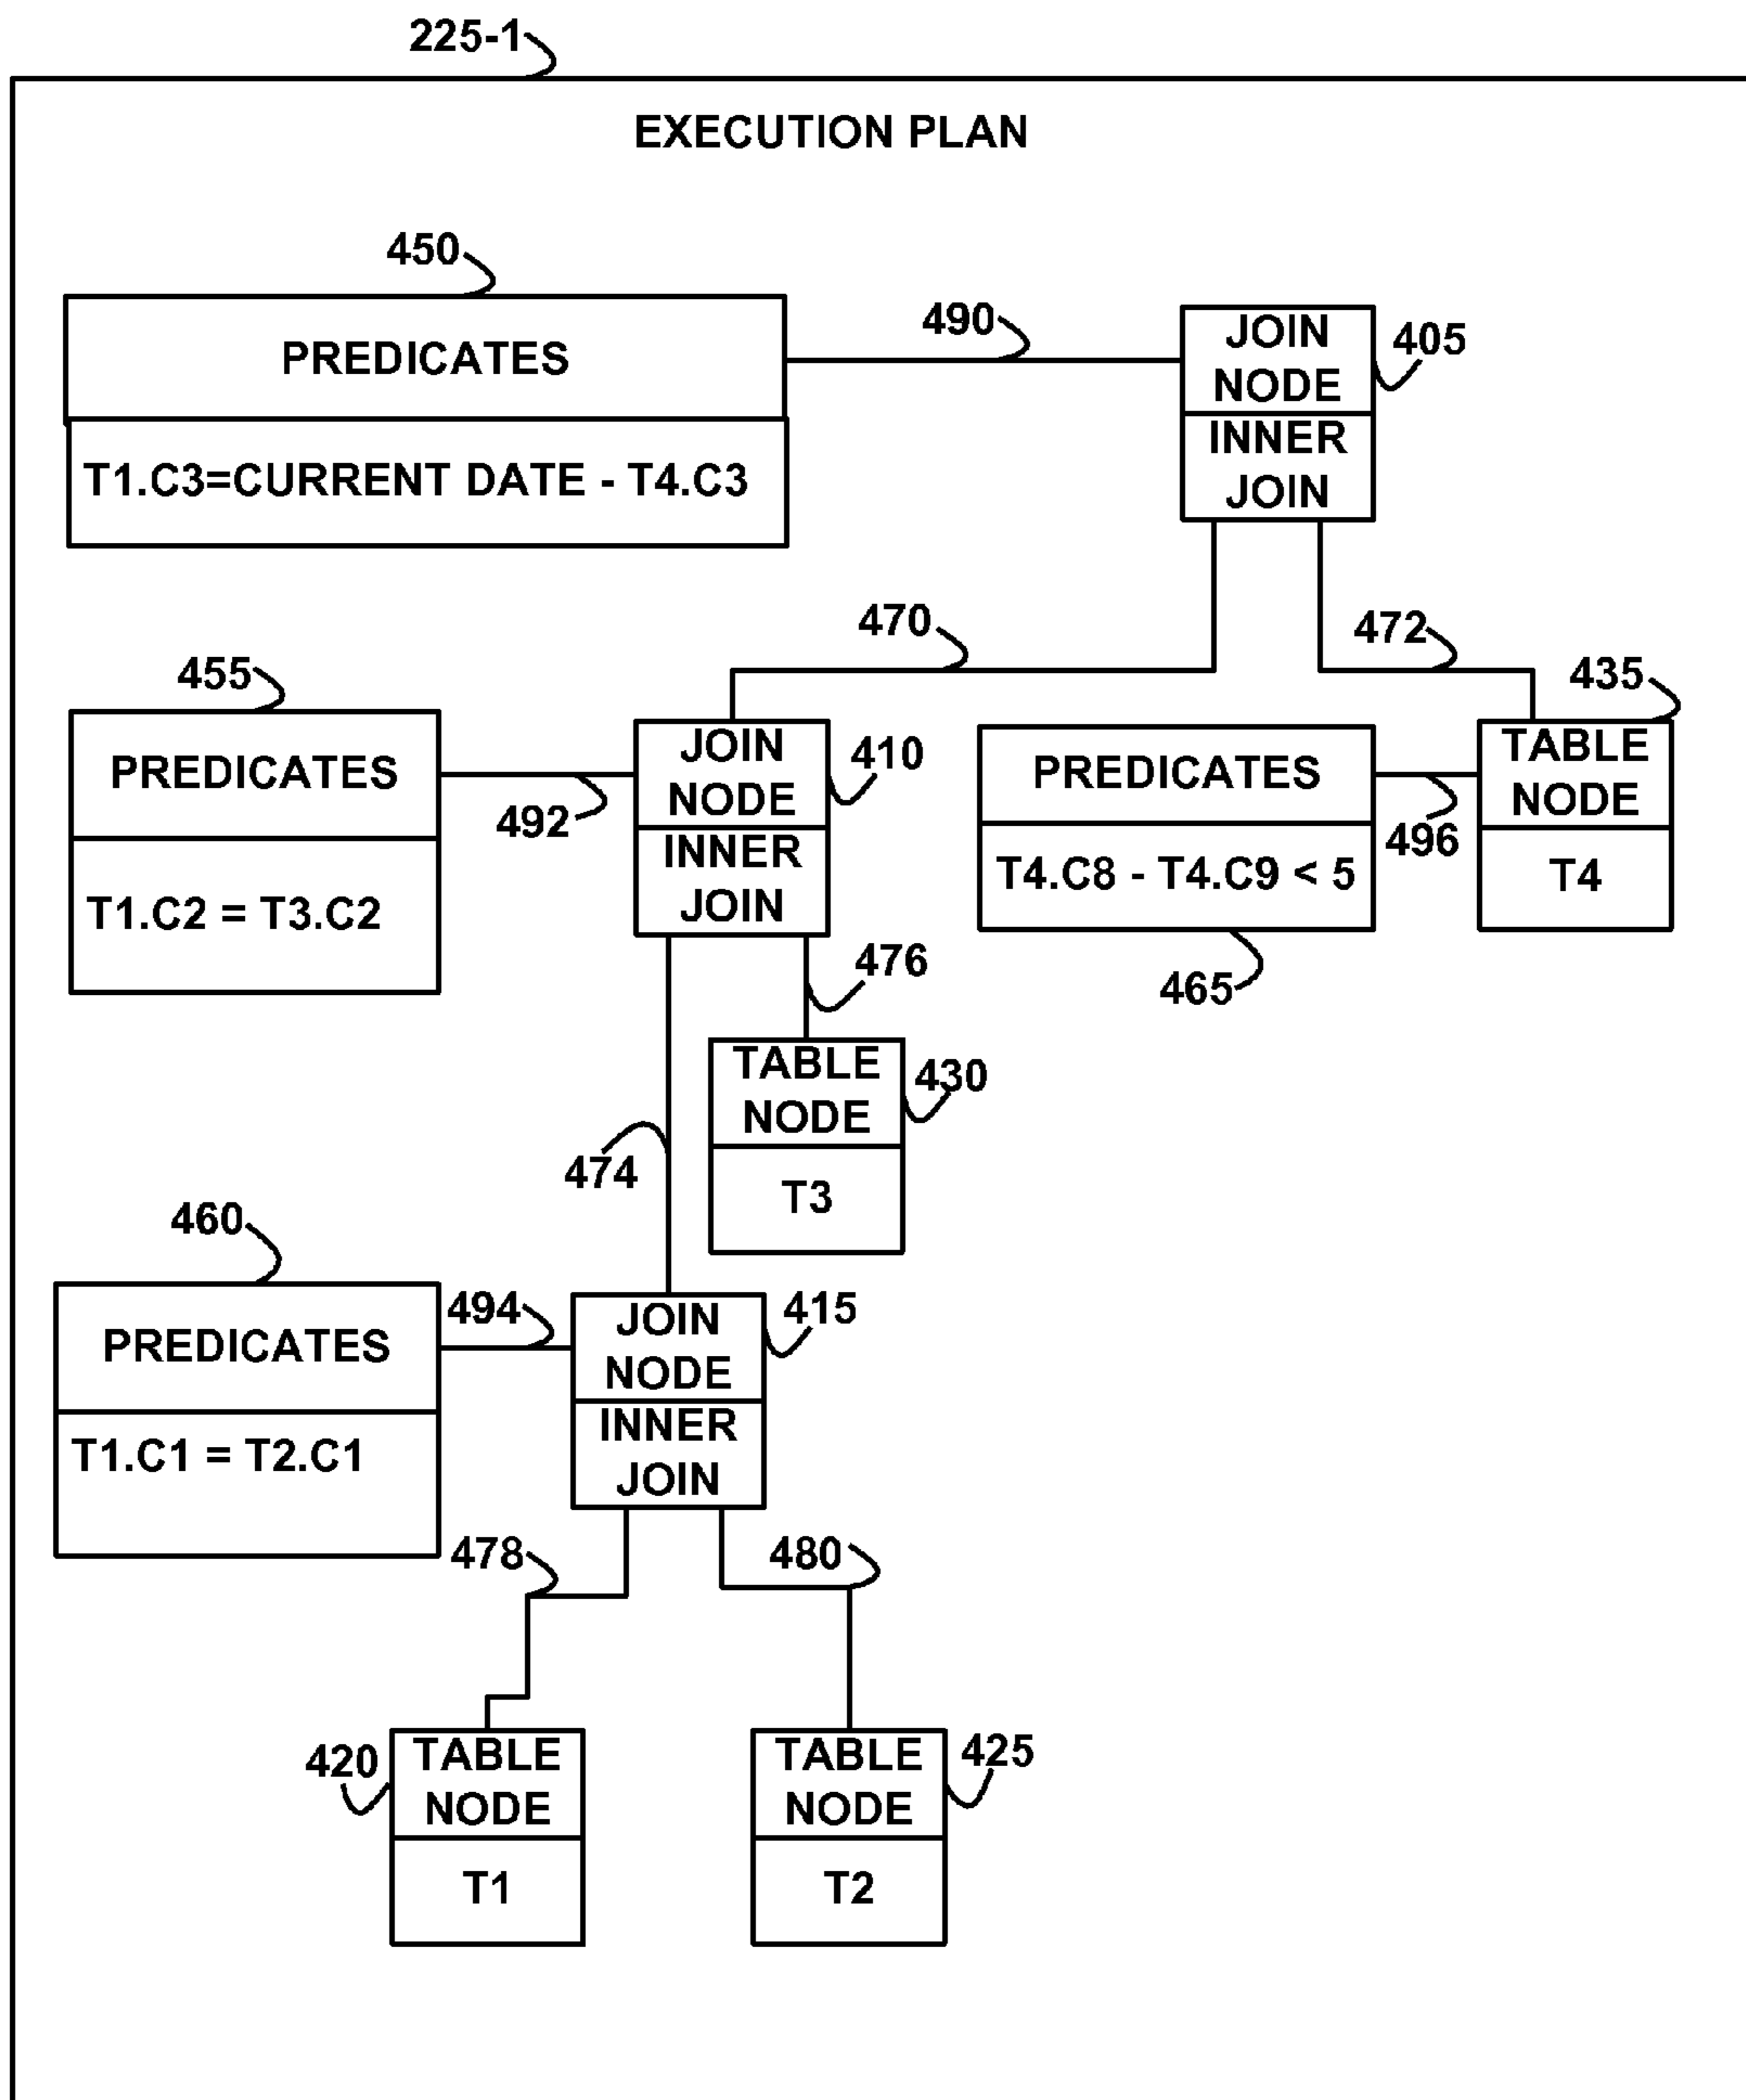 225-1
EXECUTION PLAN
450
PREDICATES
T1.C3=CURRENT DATE - T4.C3
490
JOIN
NODE
INNER
JOIN
405
470
472
455
PREDICATES
T1.C2 = T3.C2
492
JOIN
NODE
INNER
JOIN
410
PREDICATES
T4.C8 - T4.C9 < 5
465
496
435
TABLE
NODE
T4
476
474
TABLE
NODE
T3
430
460
PREDICATES
T1.C1 = T2.C1
494
JOIN
NODE
INNER
JOIN
415
478
480
420
TABLE
NODE
T1
TABLE
NODE
T2
425